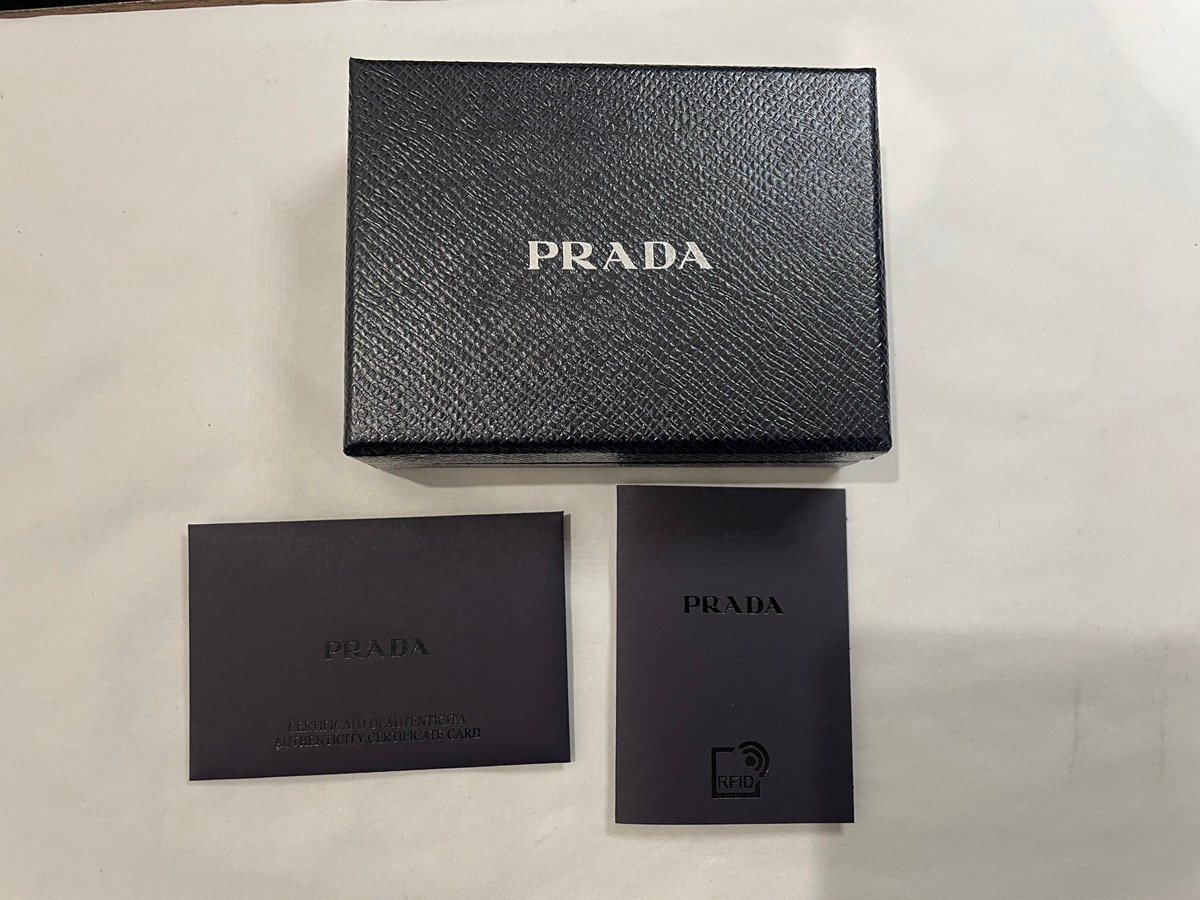 PRADA
PRADA
CERTIFICATO DI AUTENTICITA
AUTHENTICITY CERTIFICATE CARD
PRADA
RFID